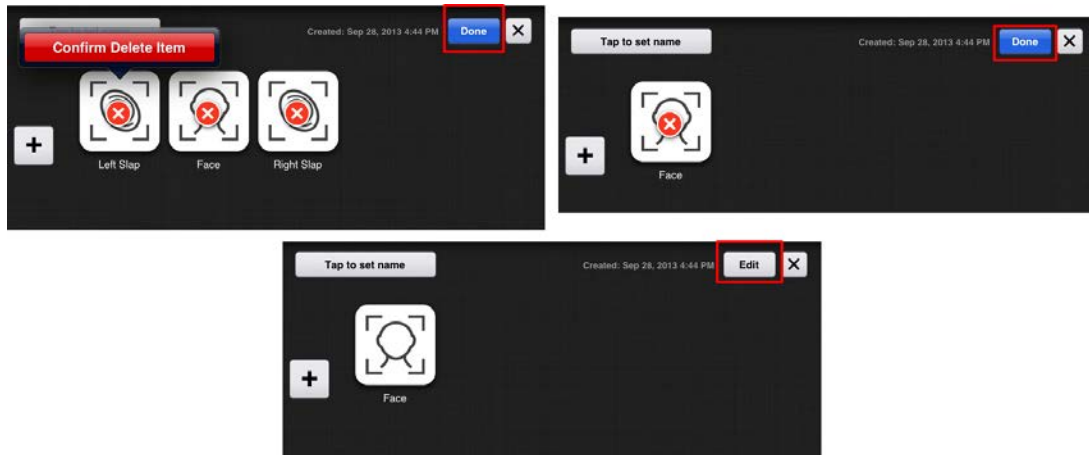 Created: Sep 28, 2013 4:44 PM Done
Confirm Delete Item
+
Left Slap Face Right Slap
Tap to set name Created: Sep 28, 2013 4:44 PM Done
+
Face
Tap to set name Created: Sep 28, 2013 4:44 PM Edit
+
Face